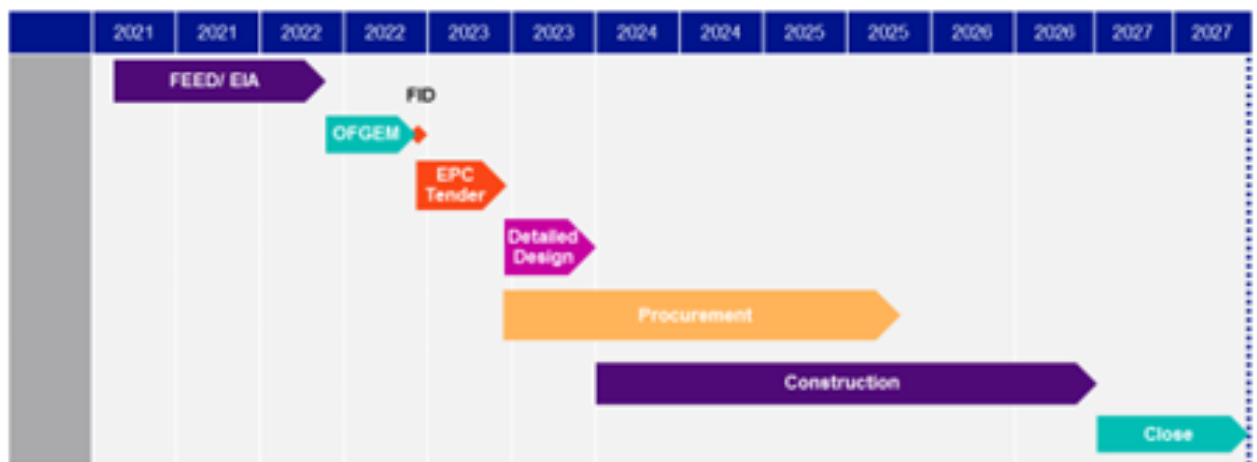 2021 2021 2022 2022 2023 2023 2024 2024 2025 2025 2026 2026 2027 2027
FEED/ EIA
FID
OFGEM
EPC
Tender
Detailed
Design
Procurement
Construction
Close